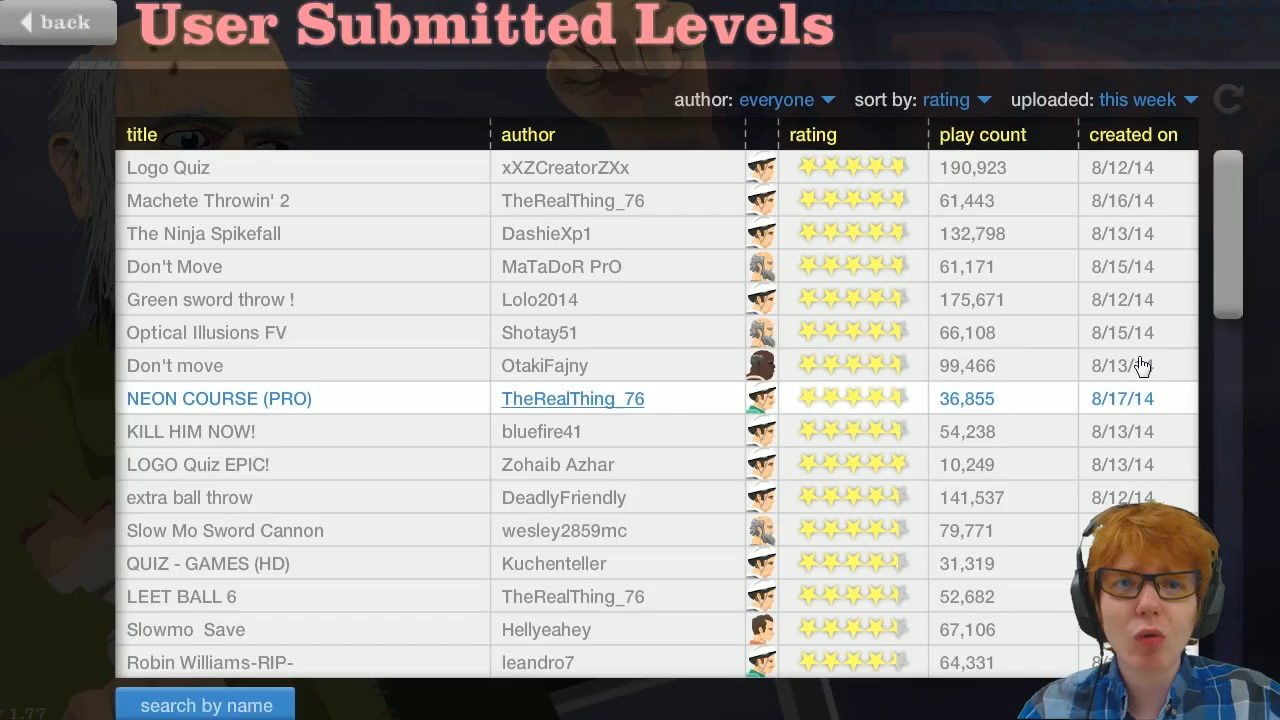 back
User Submitted Levels
author: everyone sort by: rating uploaded: this week
title author rating play count created on
Logo Quiz xXZCreatorZXx 190,923 8/12/14
Machete Throwin' 2 TheRealThing_76 61,443 8/16/14
The Ninja Spikefall DashieXp1 132,798 8/13/14
Don't Move MaTaDoR PrO 61,171 8/15/14
Green sword throw ! Lolo2014 175,671 8/12/14
Optical Illusions FV Shotay51 66,108 8/15/14
Don't move OtakiFajny 99,466
NEON COURSE (PRO) TheRealThing_76 36,855 8/17/14
KILL HIM NOW! bluefire41 54,238 8/13/14
LOGO Quiz EPIC! Zohaib Azhar 10,249 8/13/14
extra ball throw DeadlyFriendly 141,537 8/12/14
Slow Mo Sword Cannon wesley2859mc 79,771
QUIZ - GAMES (HD) Kuchenteller 31,319
LEET BALL 6 TheRealThing_76 52,682
Slowmo Save Hellyeahey 67,106
Robin Williams-RIP- leandro7 64,331
search by name
1.77